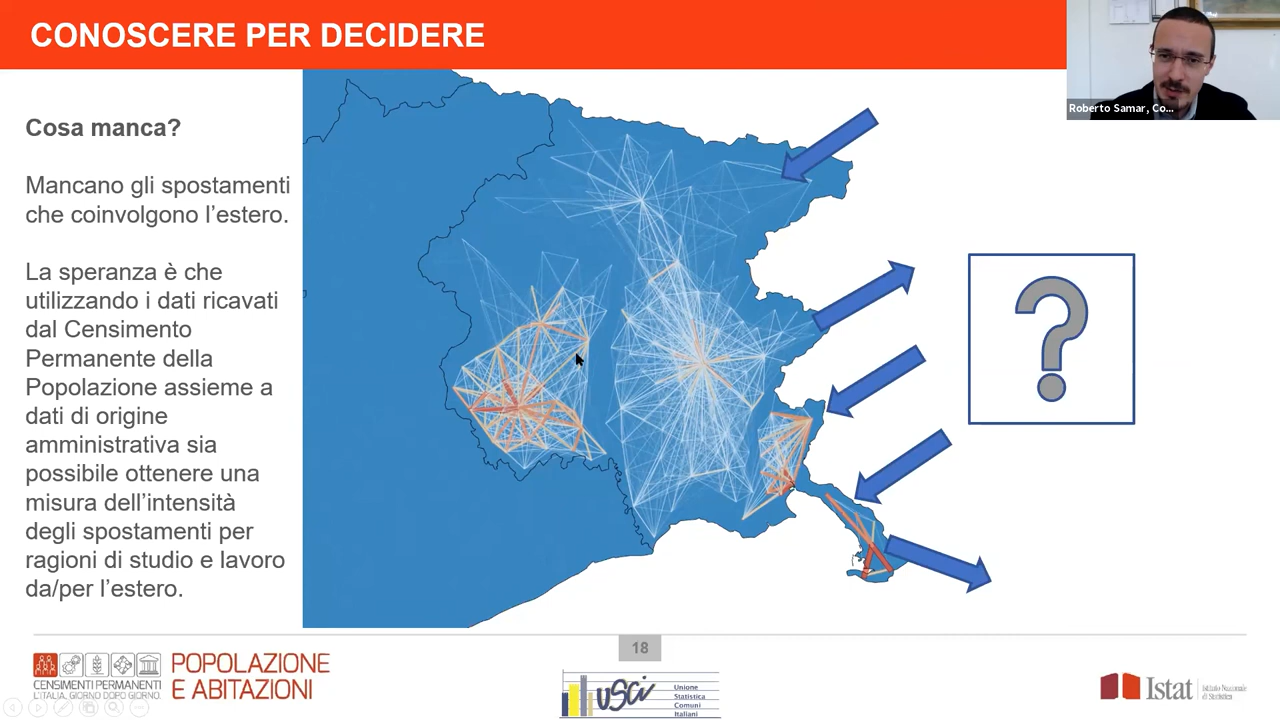 CONOSCERE PER DECIDERE
Roberto Samar, Co...
Cosa manca?
Mancano gli spostamenti
che coinvolgono l'estero.
La speranza è che
utilizzando i dati ricavati
dal Censimento
Permanente della
Popolazione assieme a
dati di origine
amministrativa sia
possibile ottenere una
misura dell'intensità
degli spostamenti per
ragioni di studio e lavoro
da/per l'estero.
?
18
CENSIMENTI PERMANENTI
L'ITALIA, GIORNO DOPO GIORNO.
POPOLAZIONE
E ABITAZIONI
usci
Unione
Statistica
Comuni
Italiani
Istat
Istituto Nazionale
di Statistica